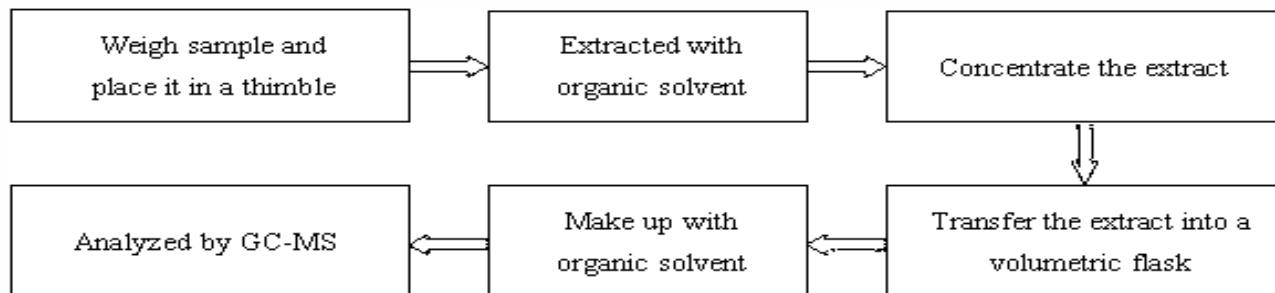 Weigh sample and
place it in a thimble
Extracted with
organic solvent
Concentrate the extract
Transfer the extract into a
volumetric flask
Make up with
organic solvent
Analyzed by GC-MS